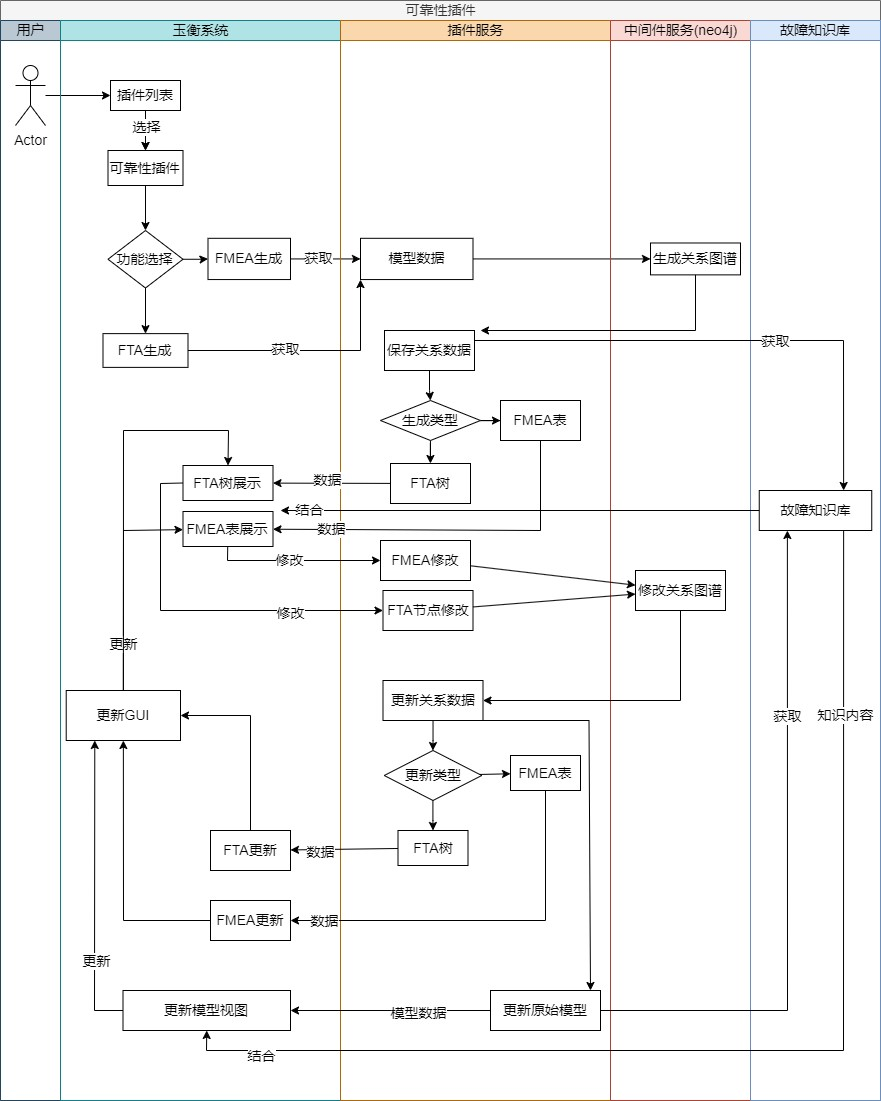 可靠性插件
用户
玉衡系统
插件服务
中间件服务(neo4j)
故障知识库
Actor
插件列表
选择
可靠性插件
功能选择
FMEA生成
获取
模型数据
生成关系图谱
FTA生成
获取
保存关系数据
获取
生成类型
FMEA表
FTA树展示
数据
FTA树
结合
故障知识库
FMEA表展示
数据
修改
FMEA修改
修改关系图谱
修改
FTA节点修改
更新
更新GUI
更新关系数据
获取
知识内容
更新类型
FMEA表
FTA更新
数据
FTA树
FMEA更新
数据
更新
更新模型视图
模型数据
更新原始模型
结合